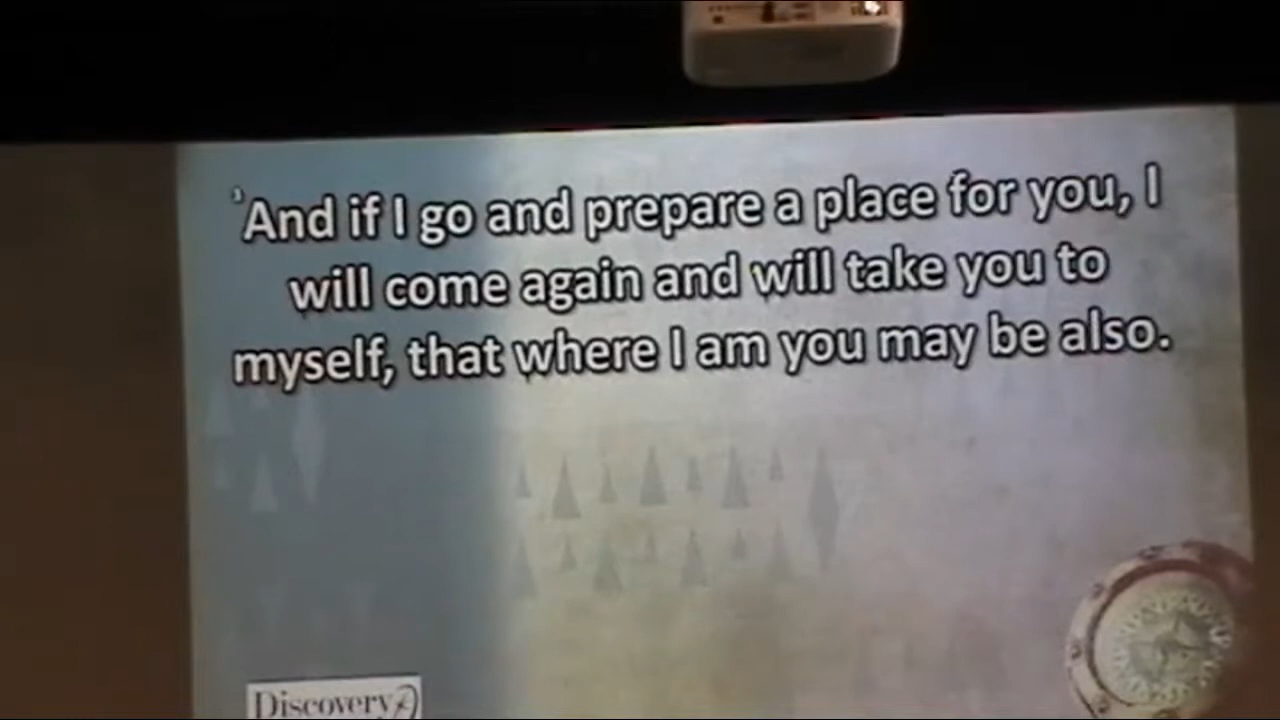 ³And if I go and prepare a place for you, I
will come again and will take you to
myself, that where I am you may be also.
Discovery